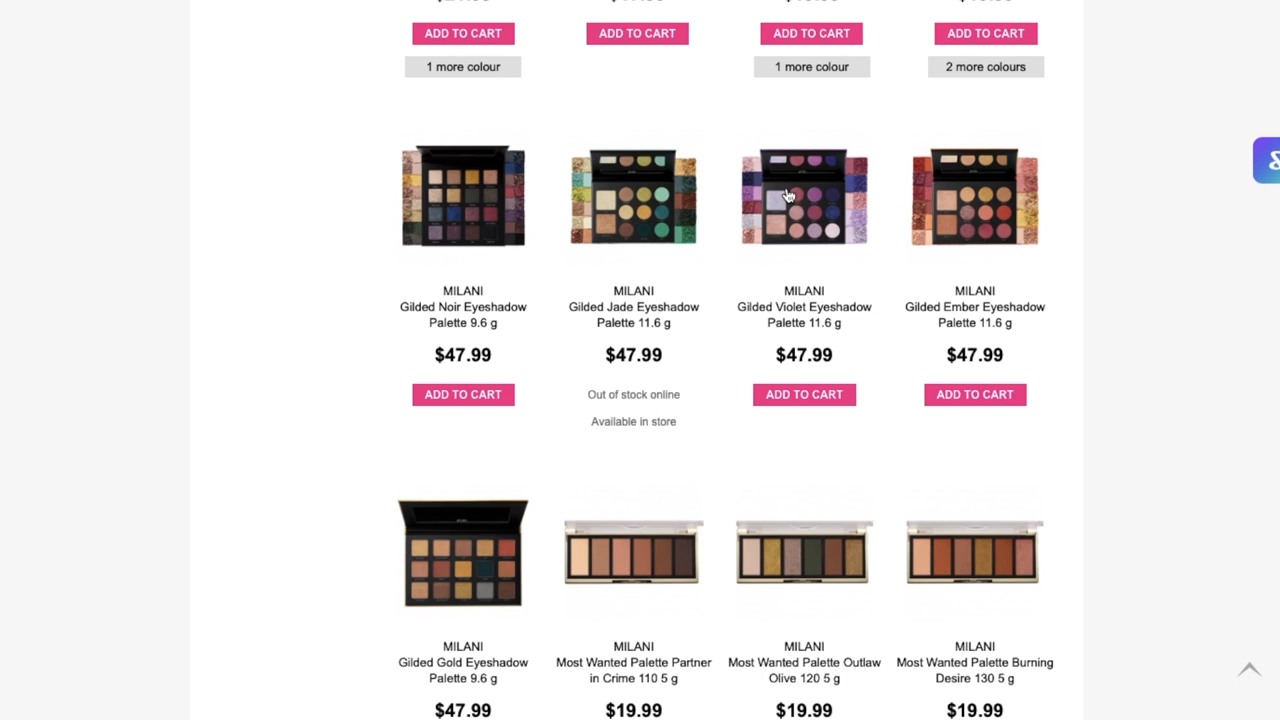 ADD TO CART
ADD TO CART
ADD TO CART
ADD TO CART
1 more colour
1 more colour
2 more colours
MILANI
Gilded Noir Eyeshadow
Palette 9.6 g
$47.99
ADD TO CART
MILANI
Gilded Jade Eyeshadow
Palette 11.6 g
$47.99
Out of stock online
Available in store
MILANI
Gilded Violet Eyeshadow
Palette 11.6 g
$47.99
ADD TO CART
MILANI
Gilded Ember Eyeshadow
Palette 11.6 g
$47.99
ADD TO CART
MILANI
Gilded Gold Eyeshadow
Palette 9.6 g
$47.99
MILANI
Most Wanted Palette Partner
in Crime 110 5 g
$19.99
MILANI
Most Wanted Palette Outlaw
Olive 120 5 g
$19.99
MILANI
Most Wanted Palette Burning
Desire 130 5 g
$19.99